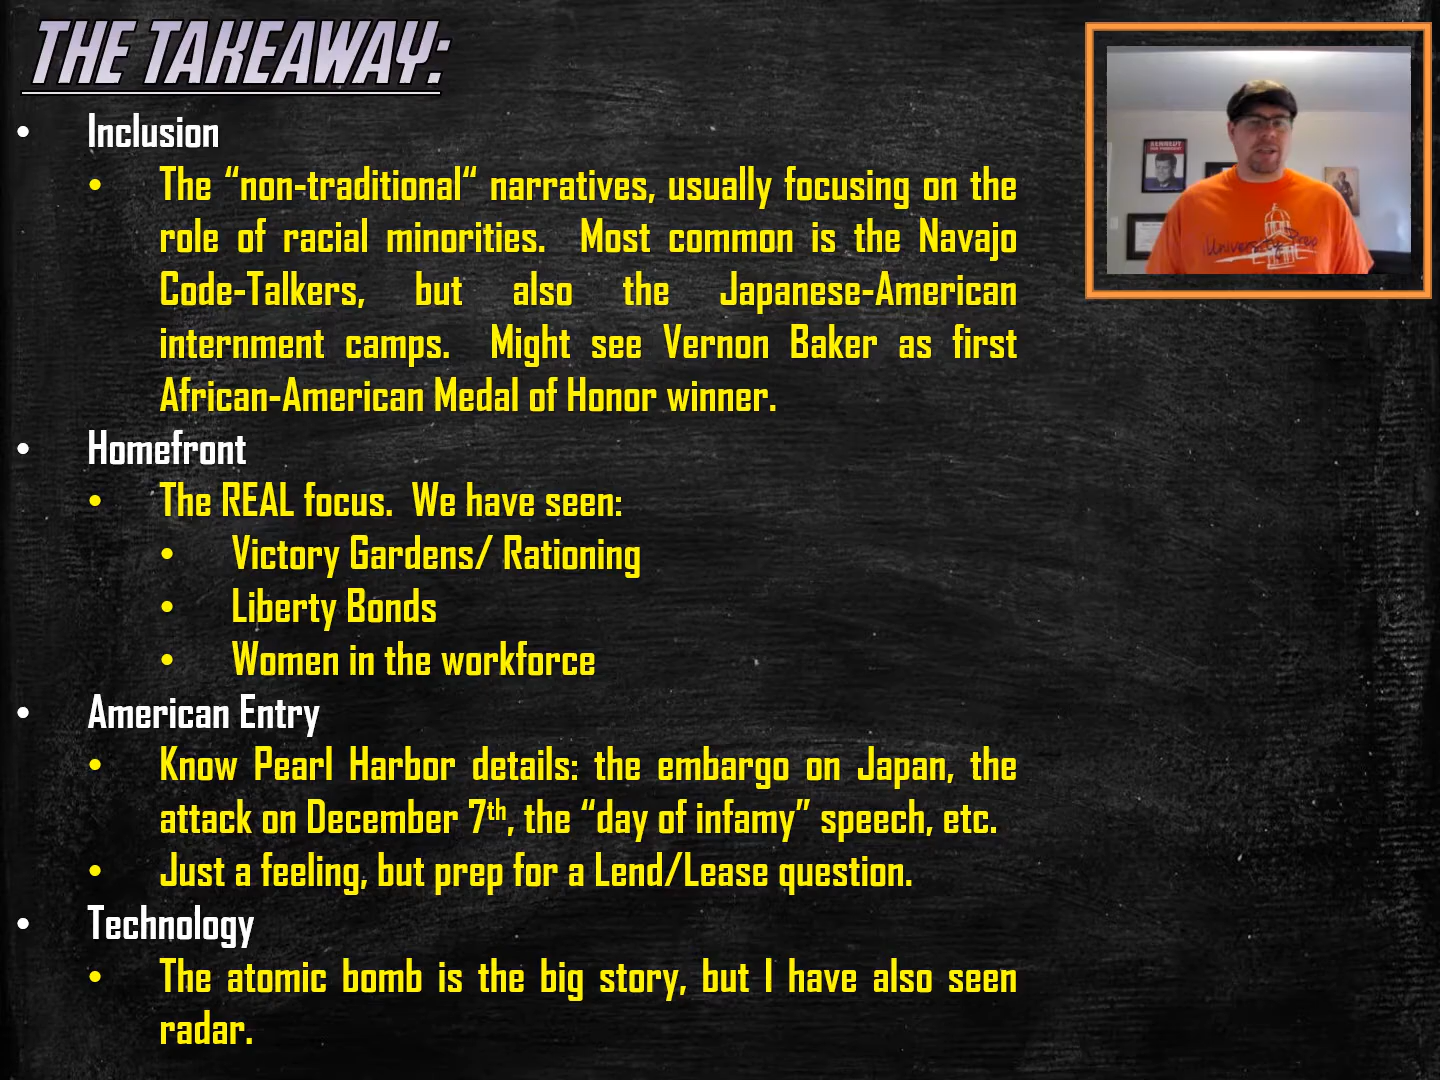 THE TAKEAWAY:
• Inclusion
• The “non-traditional“ narratives, usually focusing on the
role of racial minorities. Most common is the Navajo
Code-Talkers, but also the Japanese-American
internment camps. Might see Vernon Baker as first
African-American Medal of Honor winner.
• Homefront
• The REAL focus. We have seen:
• Victory Gardens/ Rationing
• Liberty Bonds
• Women in the workforce
• American Entry
• Know Pearl Harbor details: the embargo on Japan, the
attack on December 7th, the “day of infamy” speech, etc.
• Just a feeling, but prep for a Lend/Lease question.
• Technology
• The atomic bomb is the big story, but I have also seen
radar.
KENNEDY
University Prep